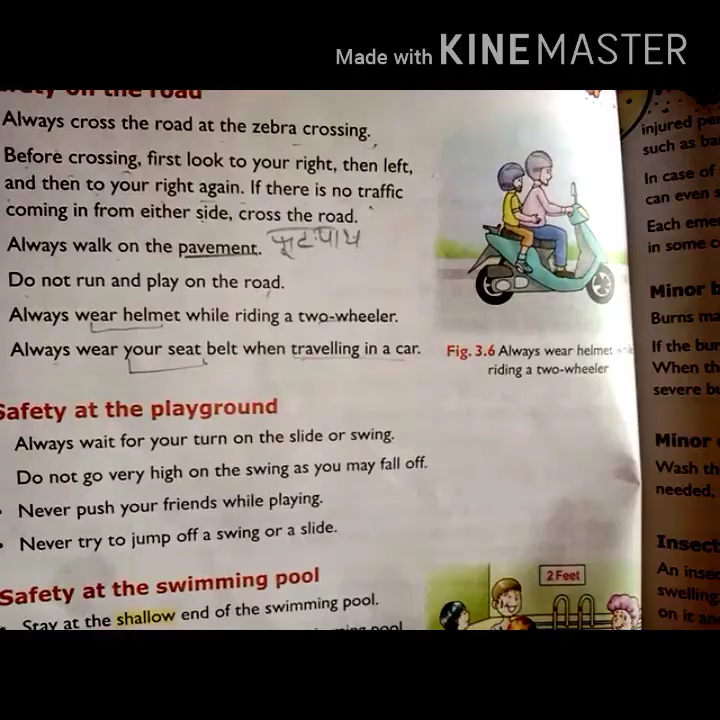 Made with KINEMASTER
on the road
Always cross the road at the zebra crossing.
Before crossing, first look to your right, then left,
and then to your right again. If there is no traffic
coming in from either side, cross the road.
Always walk on the pavement. फूटपाथ
Do not run and play on the road.
Always wear helmet while riding a two-wheeler.
Always wear your seat belt when travelling in a car.
Fig. 3.6 Always wear helmet
riding a two-wheeler
Safety at the playground
Always wait for your turn on the slide or swing.
Do not go very high on the swing as you may fall off.
Never push your friends while playing.
Never try to jump off a swing or a slide.
Safety at the swimming pool
Stay at the shallow end of the swimming pool.
pool
2 Feet
injured
such as
In case of
can even
Each
in some
Minor
Burns
If the
When
severe
Minor
Wash
needed,
Insect
An
swelling,
on it